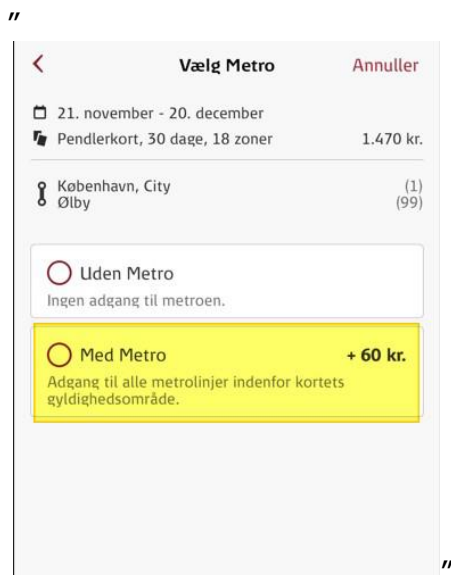 "
Vælg Metro Annuller
21. november - 20. december
Pendlerkort, 30 dage, 18 zoner 1.470 kr.
København, City (1)
Ølby (99)
Uden Metro
Ingen adgang til metroen.
Med Metro + 60 kr.
Adgang til alle metrolinjer indenfor kortets
gyldighedsområde.
"